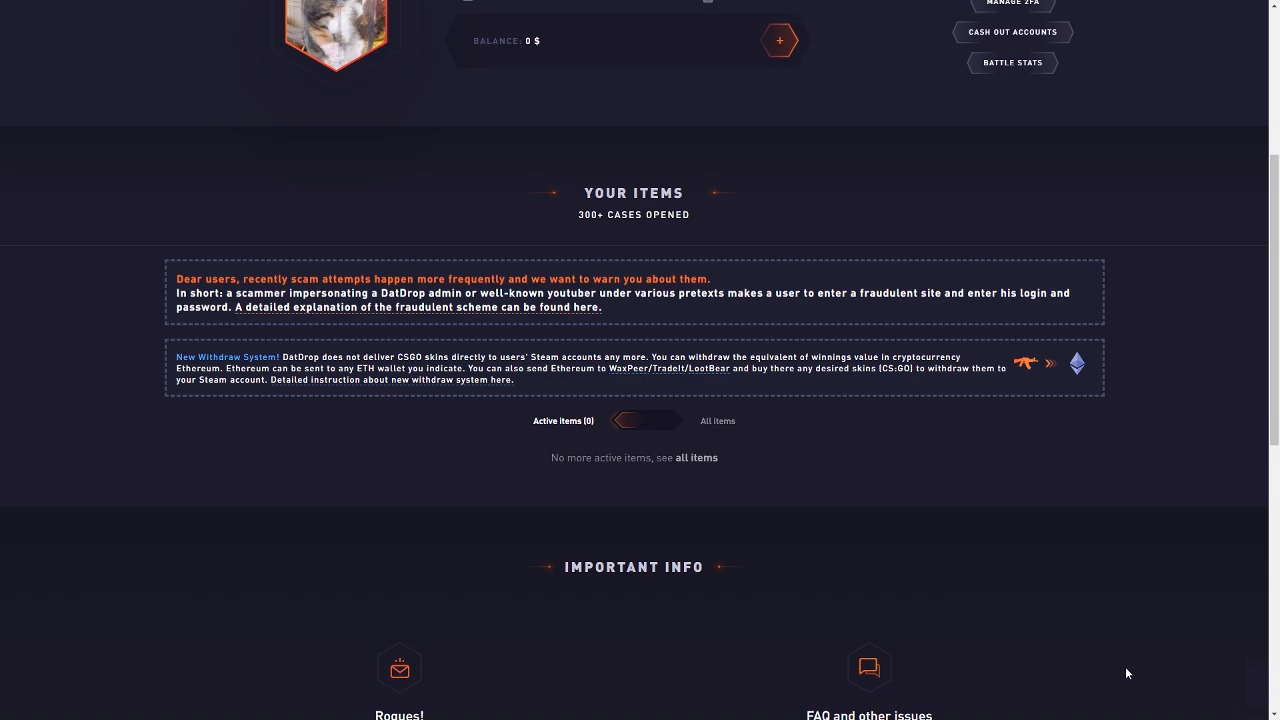 MANAGE 2FA
BALANCE: 0 $
+
CASH OUT ACCOUNTS
BATTLE STATS
YOUR ITEMS
300+ CASES OPENED
Dear users, recently scam attempts happen more frequently and we want to warn you about them.
In short: a scammer impersonating a DatDrop admin or well-known youtuber under various pretexts makes a user to enter a fraudulent site and enter his login and
password. A detailed explanation of the fraudulent scheme can be found here.
New Withdraw System! DatDrop does not deliver CSGO skins directly to users' Steam accounts any more. You can withdraw the equivalent of winnings value in cryptocurrency
Ethereum. Ethereum can be sent to any ETH wallet you indicate. You can also send Ethereum to WaxPeer/TradeIt/LootBear and buy there any desired skins (CS:GO) to withdraw them to
your Steam account. Detailed instruction about new withdraw system here.
Active items (0) All items
No more active items, see all items
IMPORTANT INFO
Rogues!
FAQ and other issues